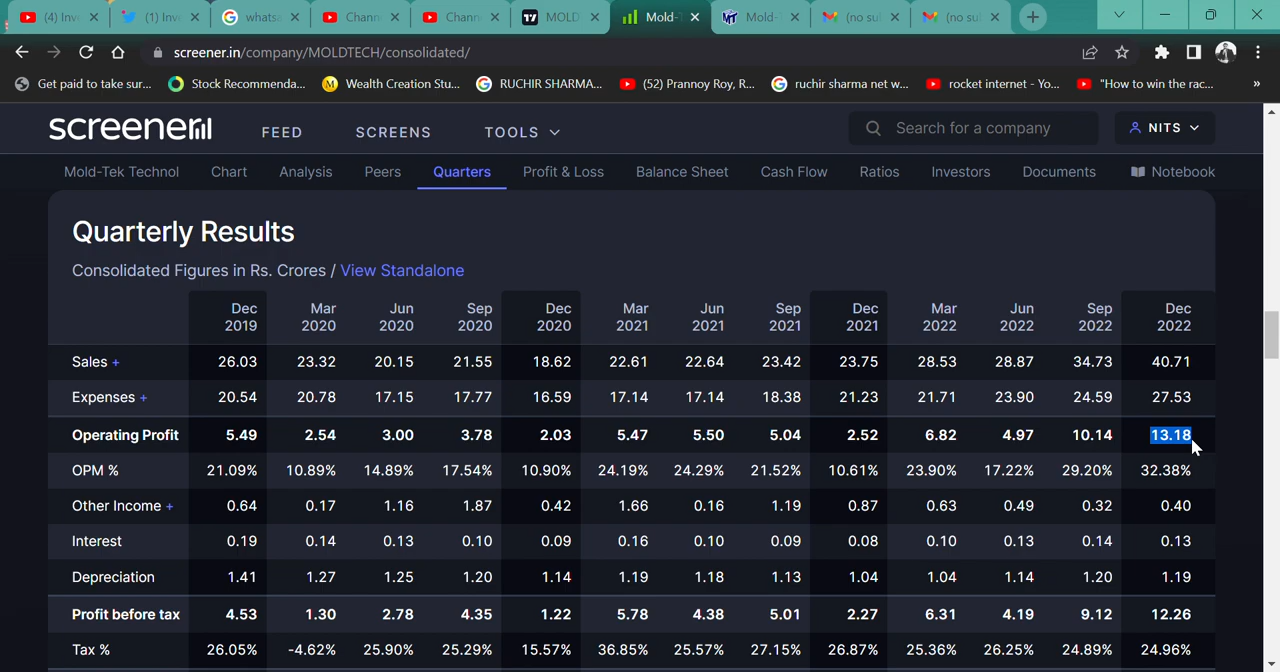 (4) Inv
(1) Inv
whatsa
Chann
Chann
MOLD
Mold-T
Mold-
(no su
(no su
screener.in/company/MOLDTECH/consolidated/
Get paid to take sur... Stock Recommenda... Wealth Creation Stu... RUCHIR SHARMA... (52) Prannoy Roy, R... ruchir sharma net w... rocket internet - Yo... "How to win the rac... »
screener FEED SCREENS TOOLS Search for a company NITS
Mold-Tek Technol Chart Analysis Peers Quarters Profit & Loss Balance Sheet Cash Flow Ratios Investors Documents Notebook
Quarterly Results
Consolidated Figures in Rs. Crores / View Standalone
Dec Mar Jun Sep Dec Mar Jun Sep Dec Mar Jun Sep Dec
2019 2020 2020 2020 2020 2021 2021 2021 2021 2022 2022 2022 2022
Sales + 26.03 23.32 20.15 21.55 18.62 22.61 22.64 23.42 23.75 28.53 28.87 34.73 40.71
Expenses + 20.54 20.78 17.15 17.77 16.59 17.14 17.14 18.38 21.23 21.71 23.90 24.59 27.53
Operating Profit 5.49 2.54 3.00 3.78 2.03 5.47 5.50 5.04 2.52 6.82 4.97 10.14 13.18
OPM % 21.09% 10.89% 14.89% 17.54% 10.90% 24.19% 24.29% 21.52% 10.61% 23.90% 17.22% 29.20% 32.38%
Other Income + 0.64 0.17 1.16 1.87 0.42 1.66 0.16 1.19 0.87 0.63 0.49 0.32 0.40
Interest 0.19 0.14 0.13 0.10 0.09 0.16 0.10 0.09 0.08 0.10 0.13 0.14 0.13
Depreciation 1.41 1.27 1.25 1.20 1.14 1.19 1.18 1.13 1.04 1.04 1.14 1.20 1.19
Profit before tax 4.53 1.30 2.78 4.35 1.22 5.78 4.38 5.01 2.27 6.31 4.19 9.12 12.26
Tax % 26.05% -4.62% 25.90% 25.29% 15.57% 36.85% 25.57% 27.15% 26.87% 25.36% 26.25% 24.89% 24.96%